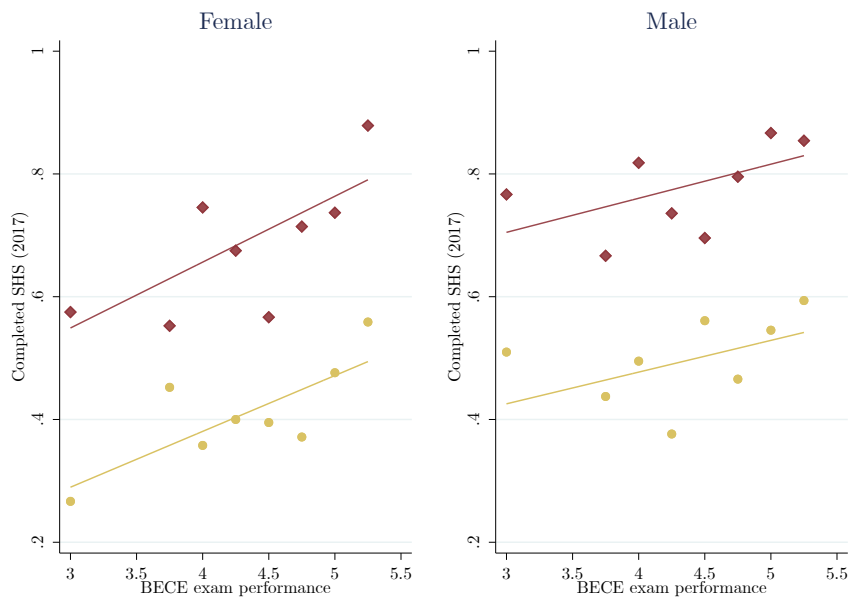 Female
Completed SHS (2017)
1
.8
.6
.4
.2
3 3.5 4 4.5 5 5.5
BECE exam performance
Male
Completed SHS (2017)
1
.8
.6
.4
.2
3 3.5 4 4.5 5 5.5
BECE exam performance